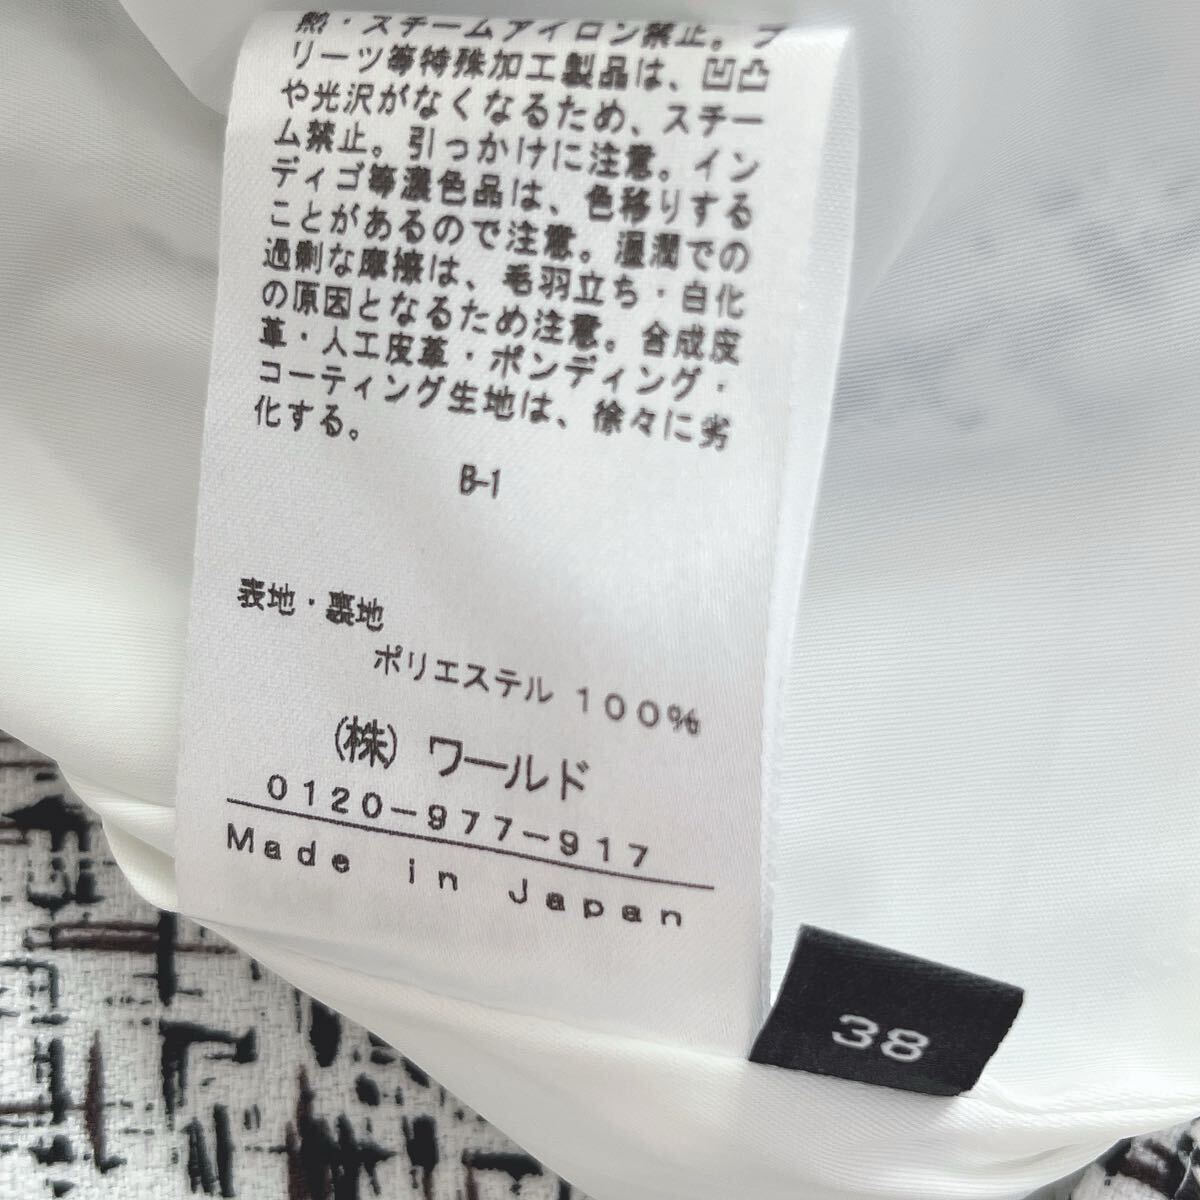 熱・スチームアイロン禁止。プ
リーツ等特殊加工製品は、凹凸
や光沢がなくなるため、スチー
ム禁止。引っかけに注意。イン
ディゴ等濃色品は、色移りする
ことがあるので注意。湿潤での
過剰な摩擦は、毛羽立ち・白化
の原因となるため注意。合成皮
革・人工皮革・ボンディング・
コーティング生地は、徐々に劣
化する。
B-1
表地・裏地
ポリエステル 100%
(株) ワールド
0120-977-917
Made in Japan
38